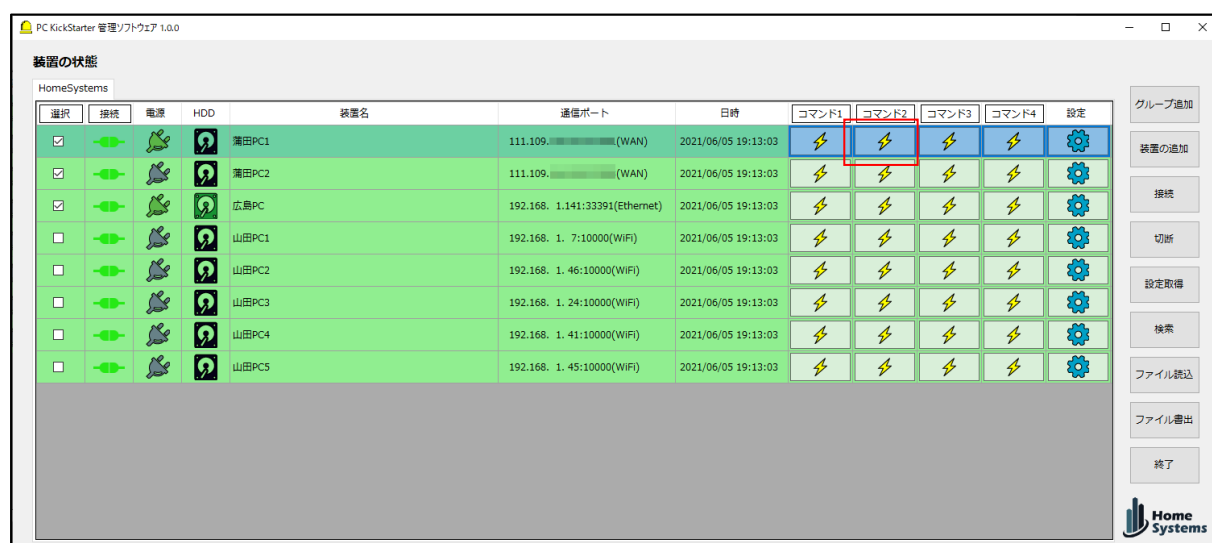 PC KickStarter 管理ソフトウェア 1.0.0
装置の状態
HomeSystems
選択 接続 電源 HDD 装置名 通信ポート 日時 コマンド1 コマンド2 コマンド3 コマンド4 設定
蒲田PC1 111.109. (WAN) 2021/06/05 19:13:03
蒲田PC2 111.109. (WAN) 2021/06/05 19:13:03
広島PC 192.168. 1.141:33391(Ethernet) 2021/06/05 19:13:03
山田PC1 192.168. 1. 7:10000(WiFi) 2021/06/05 19:13:03
山田PC2 192.168. 1. 46:10000(WiFi) 2021/06/05 19:13:03
山田PC3 192.168. 1. 24:10000(WiFi) 2021/06/05 19:13:03
山田PC4 192.168. 1. 41:10000(WiFi) 2021/06/05 19:13:03
山田PC5 192.168. 1. 45:10000(WiFi) 2021/06/05 19:13:03
グループ追加
装置の追加
接続
切断
設定取得
検索
ファイル読込
ファイル書出
終了
Home
Systems